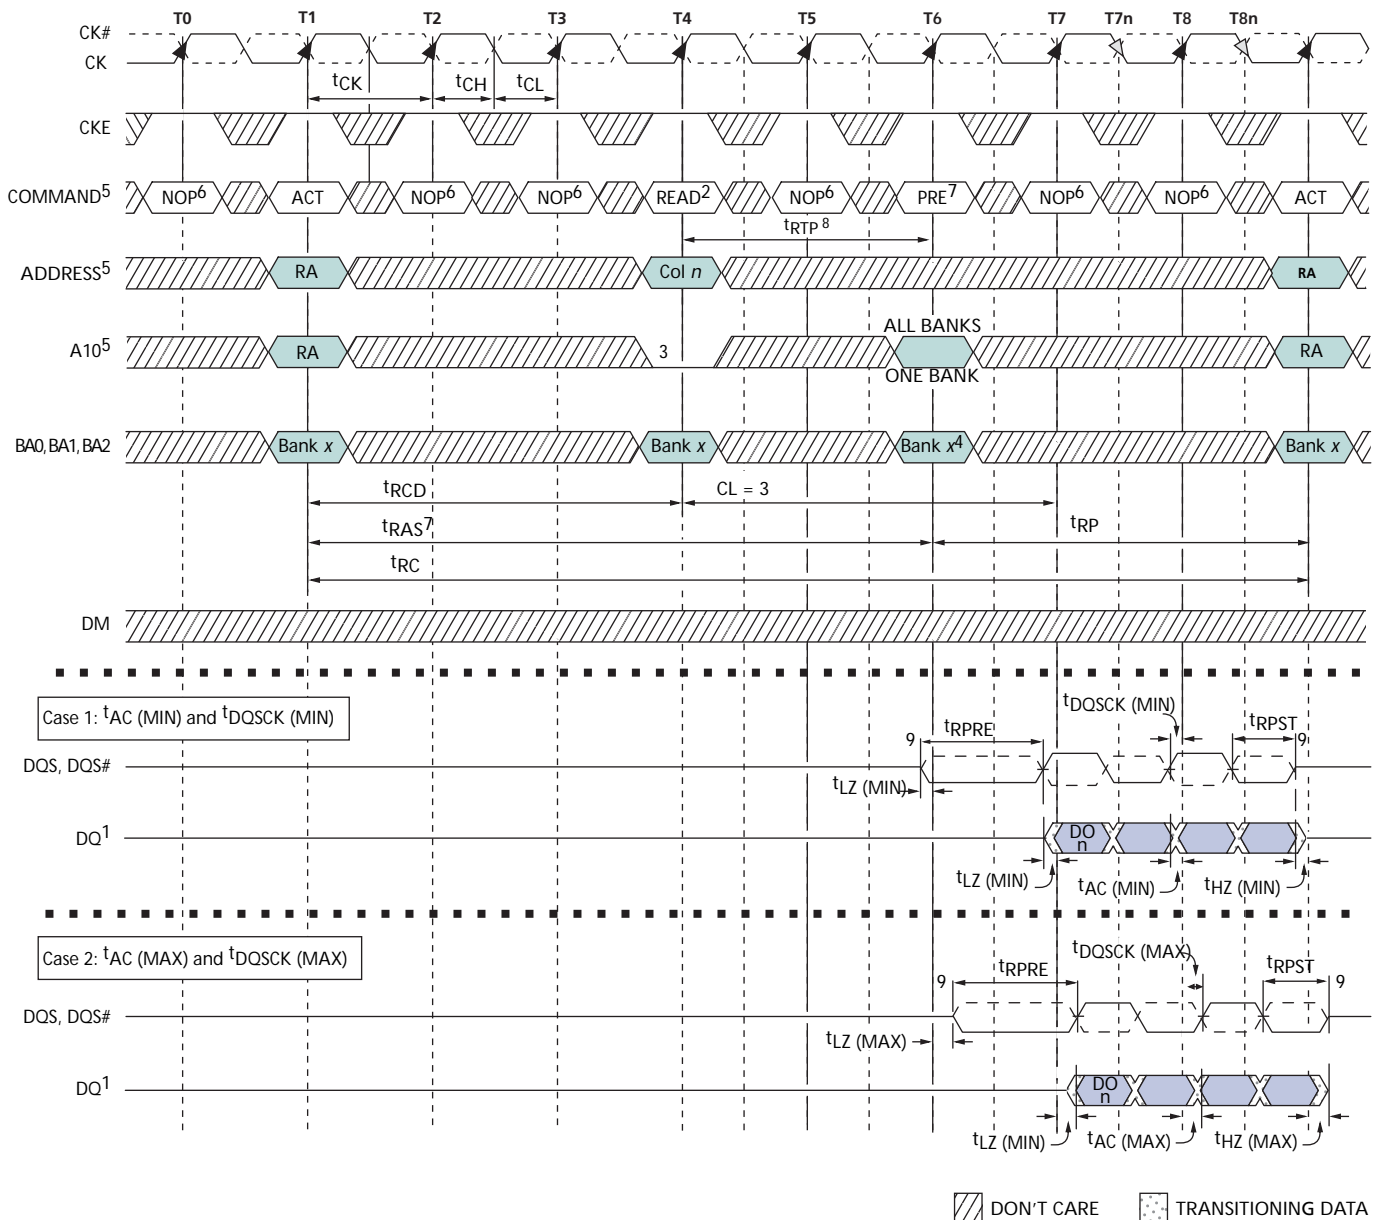 T0 T1 T2 T3 T4 T5 T6 T7 T7n T8 T8n
CK#
CK
tCK tCH tCL
CKE
COMMAND5 NOP6 ACT NOP6 NOP6 READ2 NOP6 PRE7 NOP6 NOP6 ACT
tRTP 8
ADDRESS5 RA Col n RA
ALL BANKS
A105 RA 3 RA
ONE BANK
BA0, BA1, BA2 Bank x Bank x Bank x4 Bank x
tRCD CL = 3
tRAS7 tRP
tRC
DM
Case 1: tAC (MIN) and tDQSCK (MIN)
tDQSCK (MIN)
9 tRPRE tRPST 9
DQS, DQS#
tLZ (MIN)
DQ1 DO n
tLZ (MIN) tAC (MIN) tHZ (MIN)
Case 2: tAC (MAX) and tDQSCK (MAX)
tDQSCK (MAX)
9 tRPRE tRPST 9
DQS, DQS#
tLZ (MAX)
DQ1 DO n
tLZ (MIN) tAC (MAX) tHZ (MAX)
DON'T CARE TRANSITIONING DATA